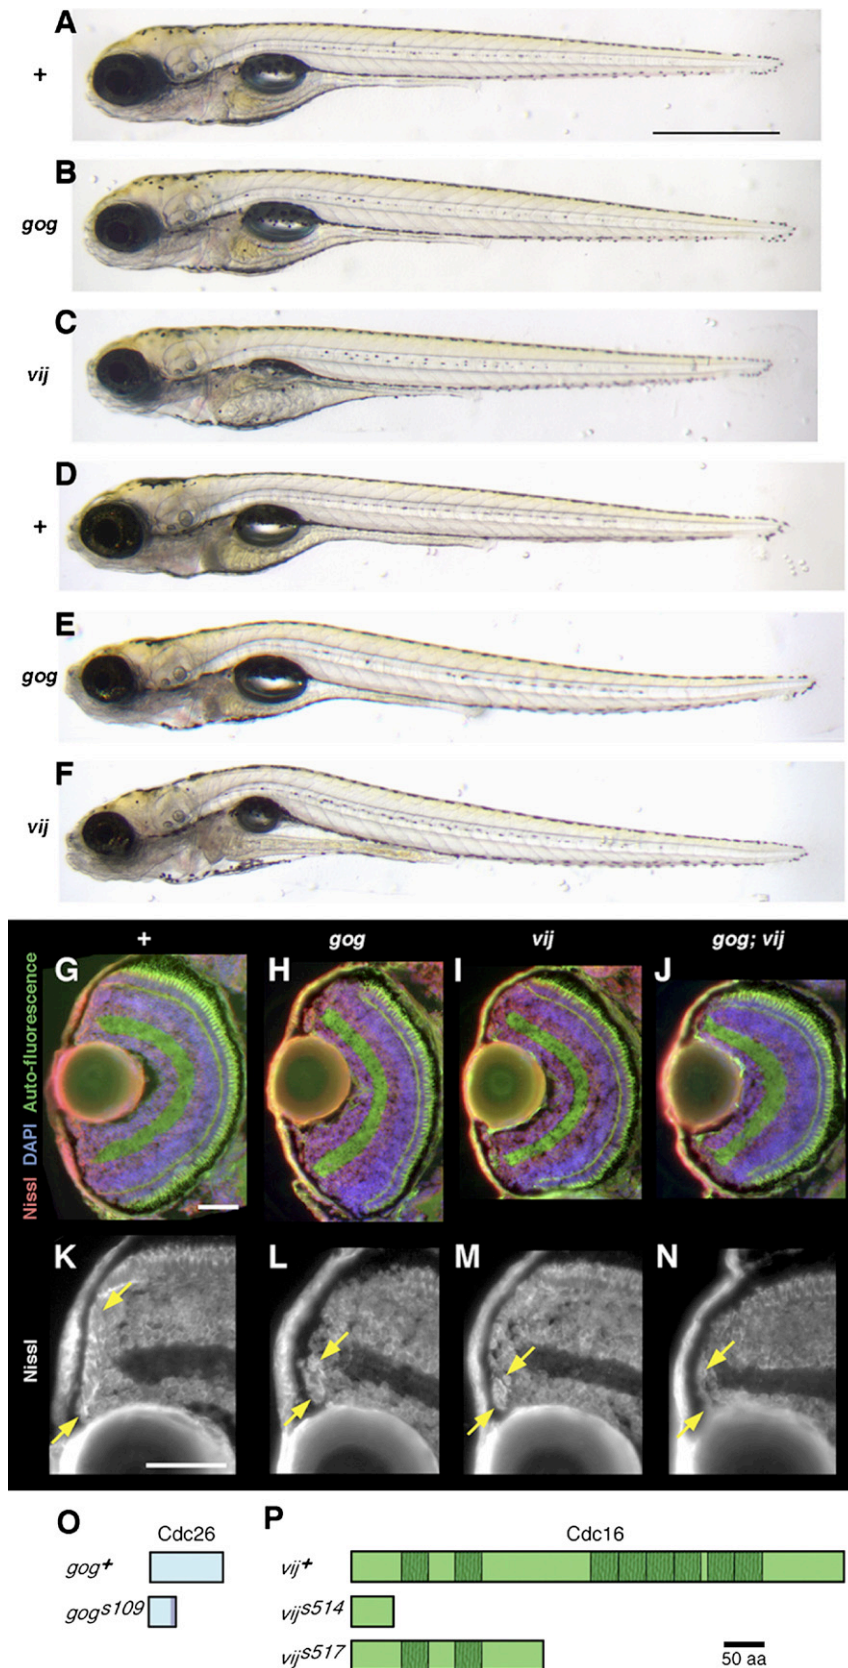 A
+
B
gog
C
vij
D
+
E
gog
F
vij
+ gog vij gog; vij
G H I J
Nissl DAPI Auto-fluorescence
K L M N
Nissl
O P
Cdc26 Cdc16
gog+ vij+
gogs109 vijs514
vijs517
50 aa